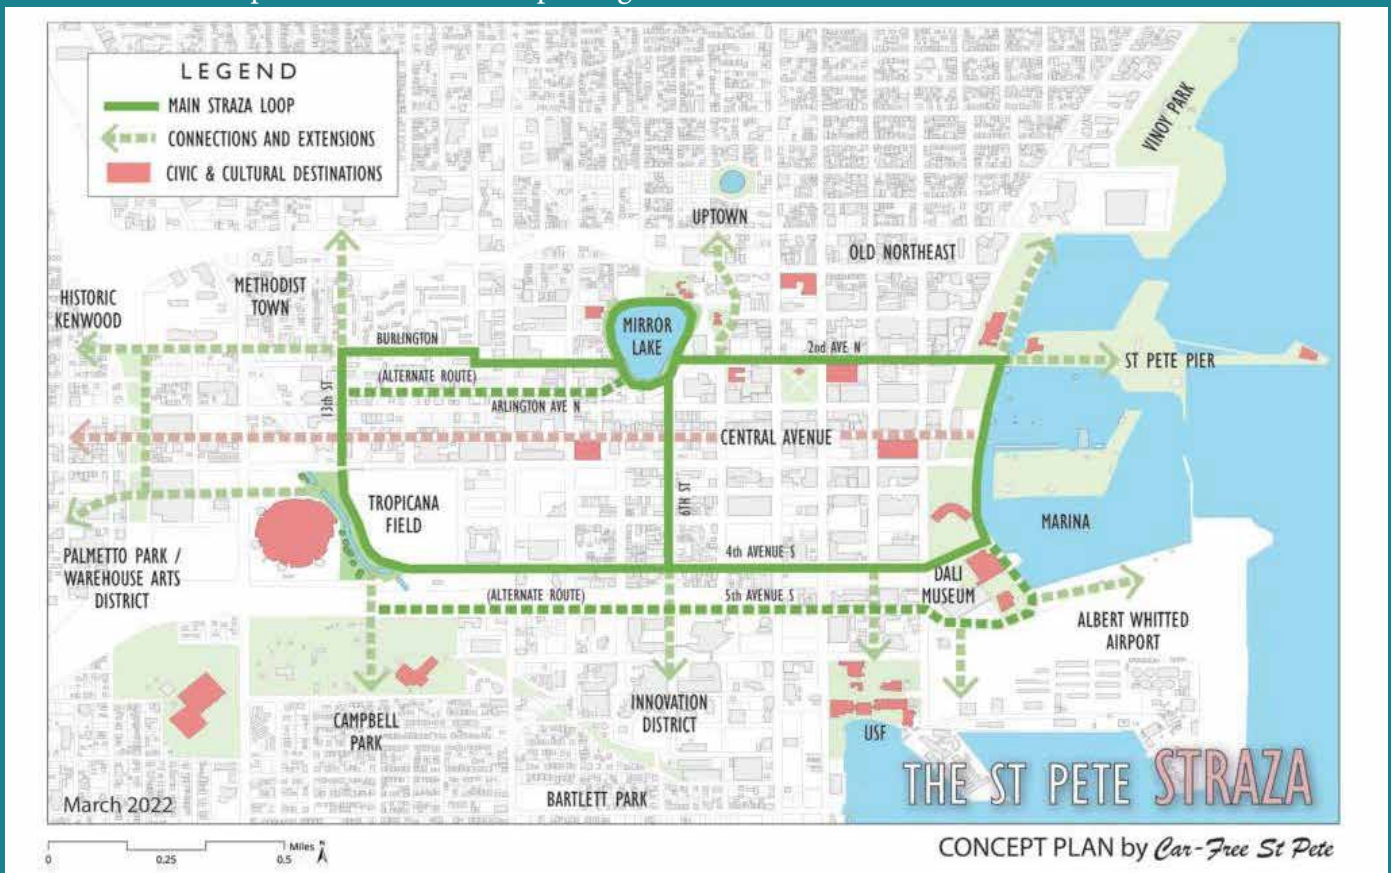 LEGEND
MAIN STRAZA LOOP
CONNECTIONS AND EXTENSIONS
CIVIC & CULTURAL DESTINATIONS
VINOY PARK
UPTOWN
OLD NORTHEAST
METHODIST
TOWN
HISTORIC
KENWOOD
MIRROR
LAKE
BURLINGTON
2nd AVE N
ST PETE PIER
(ALTERNATE ROUTE)
13th ST
ARLINGTON AVE N
CENTRAL AVENUE
TROPICANA
FIELD
6TH ST
MARINA
4th AVENUE S
PALMETTO PARK /
WAREHOUSE ARTS
DISTRICT
DALI
MUSEUM
(ALTERNATE ROUTE)
5th AVENUE S
ALBERT WHITTED
AIRPORT
INNOVATION
DISTRICT
CAMPBELL
PARK
USF
THE ST PETE STRAZA
March 2022
BARTLETT PARK
CONCEPT PLAN by Car-Free St Pete
Miles N
0 0.25 0.5